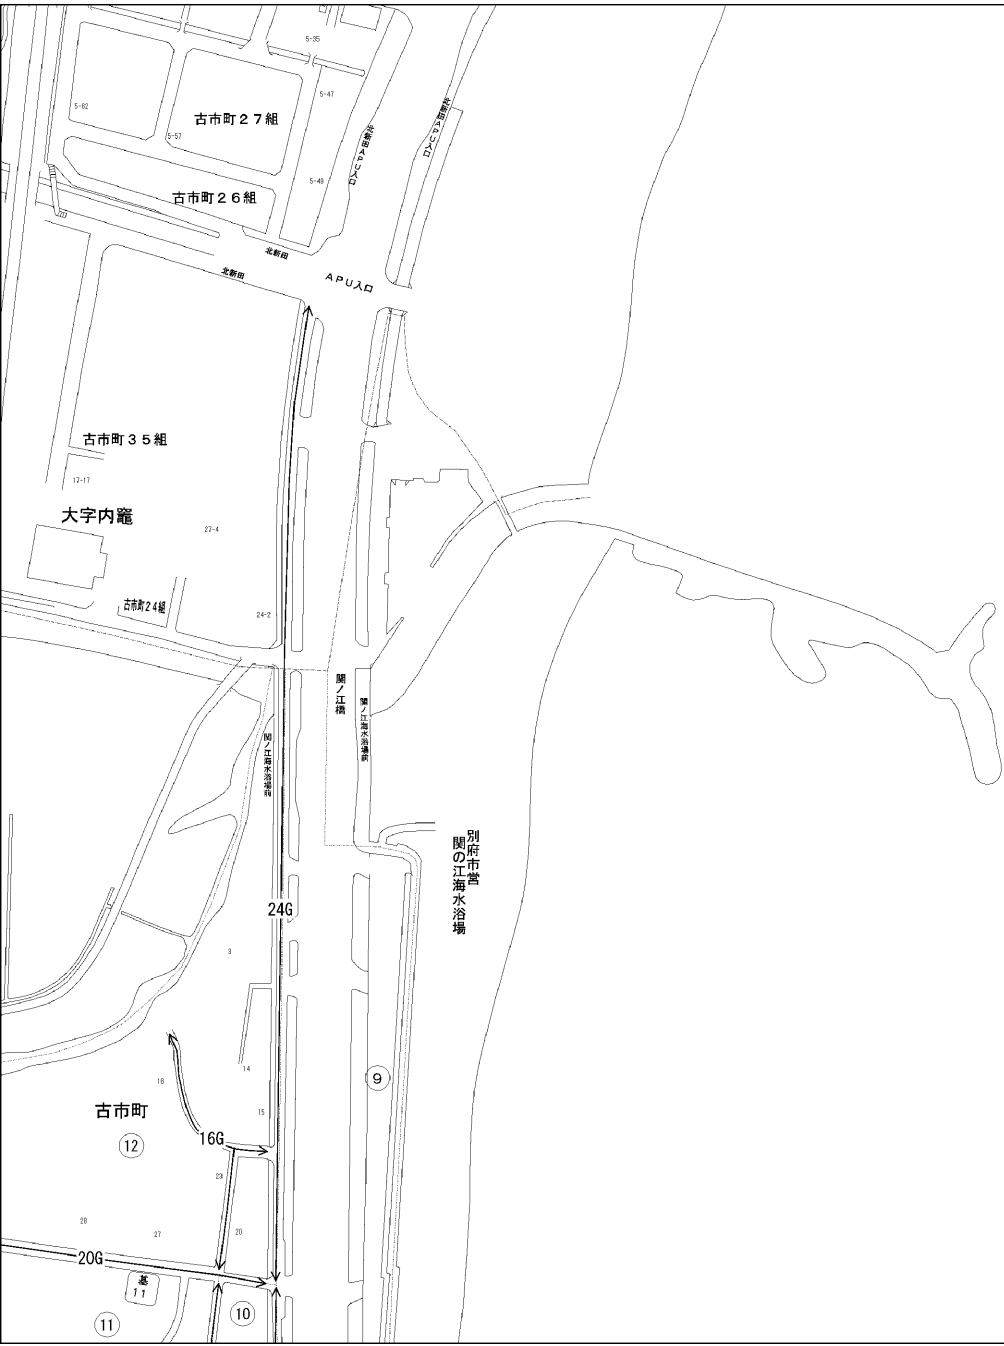 5-35
5-47
5-62
古市町２７組
5-57
北新田ＡＰＵ入口
北新田ＡＰＵ入口
5-49
古市町２６組
北新田
北新田
ＡＰＵ入口
古市町３５組
17-17
大字内竈
27-4
古市町２４組
24-2
関ノ江橋
関ノ江海水浴場前
関ノ江海水浴場前
別府市営
関の江海水浴場
24G
3
14
⑨
16
15
古市町
⑫
16G
23
28
27
20
20G
基
11
⑩
⑪